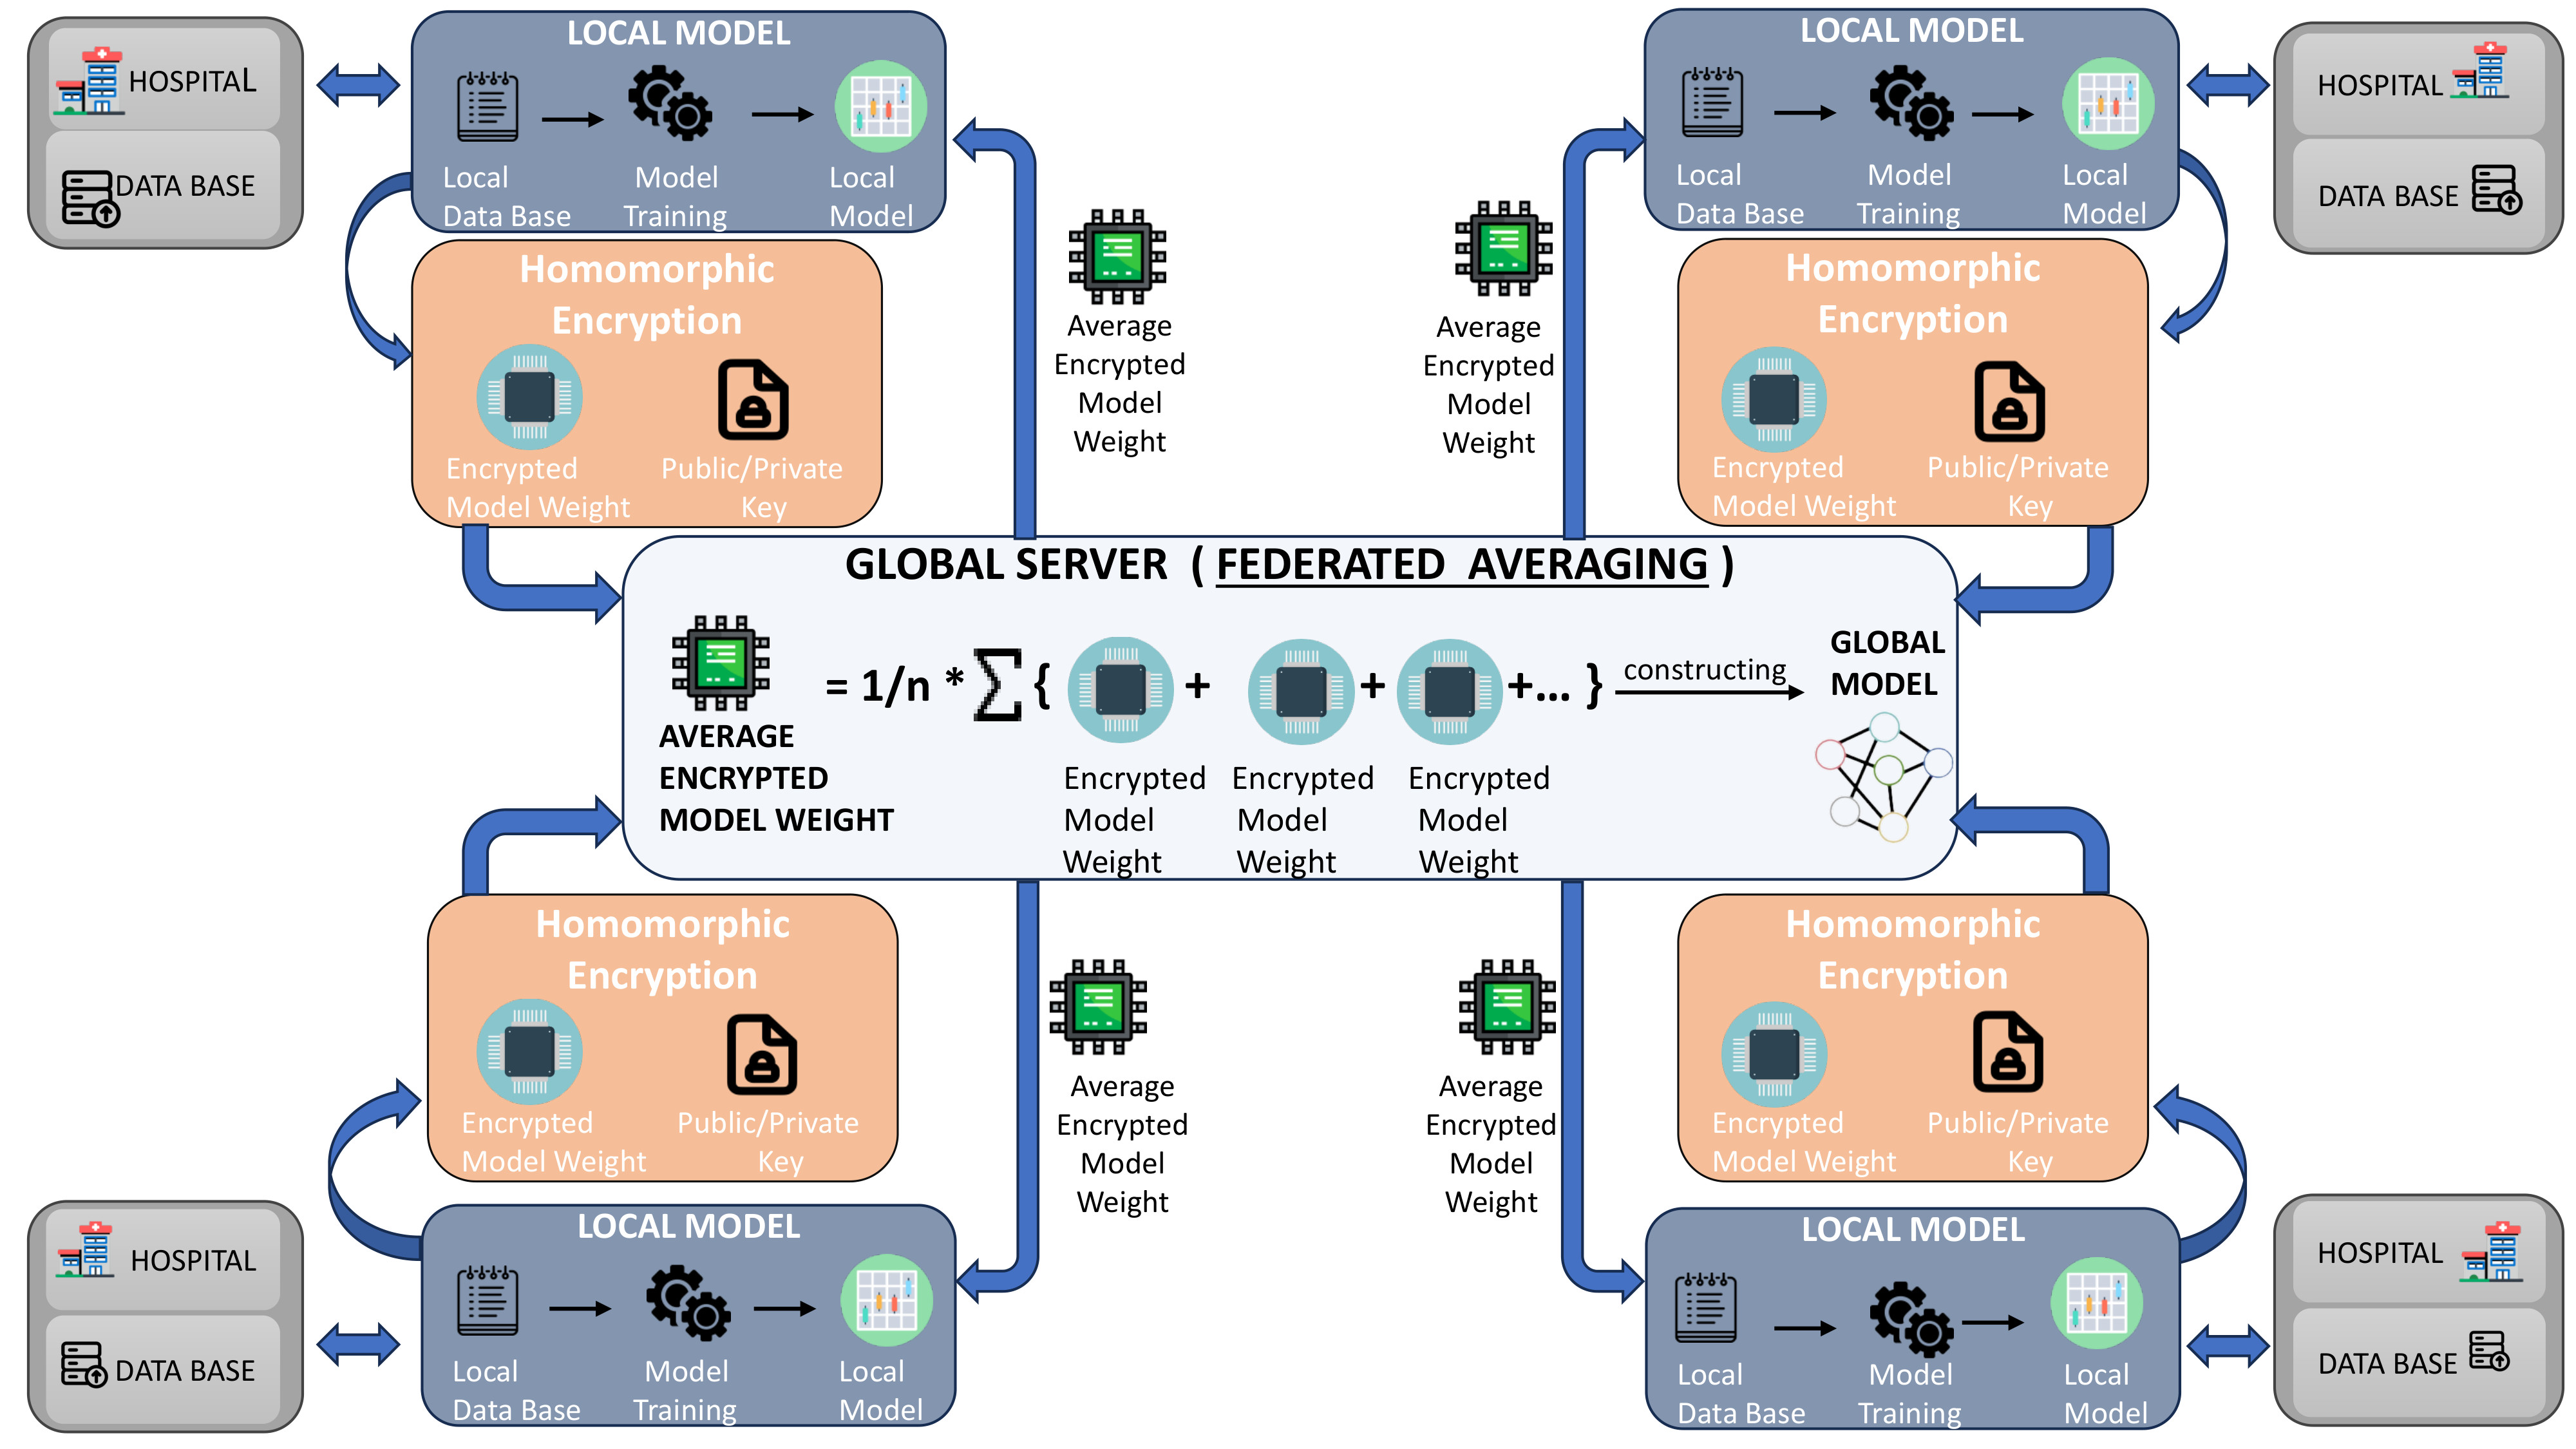 HOSPITAL
DATA BASE
LOCAL MODEL
Local
Data Base
Model
Training
Local
Model
Homomorphic
Encryption
Encrypted
Model Weight
Public/Private
Key
Average
Encrypted
Model
Weight
Average
Encrypted
Model
Weight
LOCAL MODEL
Local
Data Base
Model
Training
Local
Model
HOSPITAL
DATA BASE
Homomorphic
Encryption
Encrypted
Model Weight
Public/Private
Key
GLOBAL SERVER ( FEDERATED AVERAGING )
= 1/n * ∑ { + + +... }
constructing
GLOBAL
MODEL
AVERAGE
ENCRYPTED
MODEL WEIGHT
Encrypted
Model
Weight
Encrypted
Model
Weight
Encrypted
Model
Weight
Homomorphic
Encryption
Encrypted
Model Weight
Public/Private
Key
Average
Encrypted
Model
Weight
Average
Encrypted
Model
Weight
Homomorphic
Encryption
Encrypted
Model Weight
Public/Private
Key
HOSPITAL
DATA BASE
LOCAL MODEL
Local
Data Base
Model
Training
Local
Model
LOCAL MODEL
Local
Data Base
Model
Training
Local
Model
HOSPITAL
DATA BASE